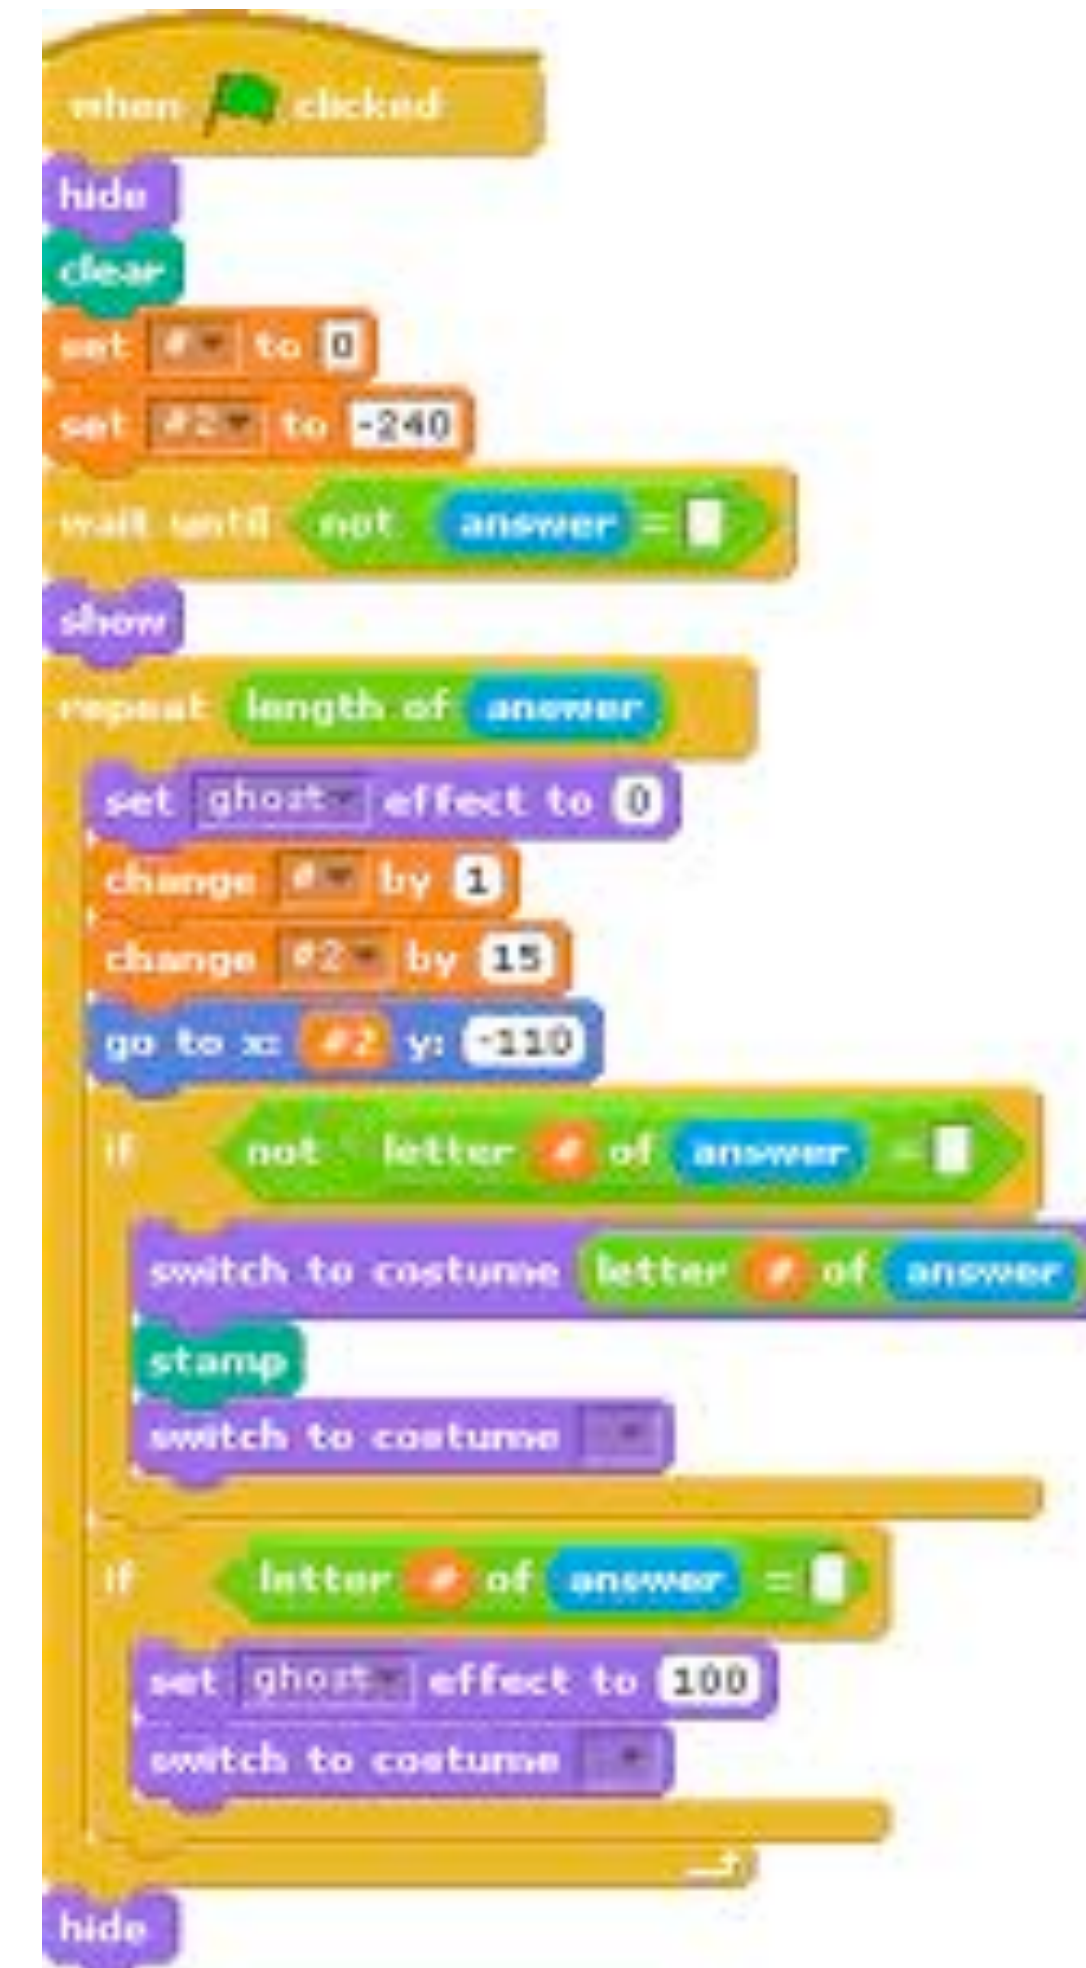 when clicked
hide
clear
set # to 0
set #2 to -240
wait until not answer =
show
repeat length of answer
set ghost effect to 0
change # by 1
change #2 by 15
go to x: #2 y: -110
if not letter # of answer =
switch to costume letter # of answer
stamp
switch to costume
if letter # of answer =
set ghost effect to 100
switch to costume
hide